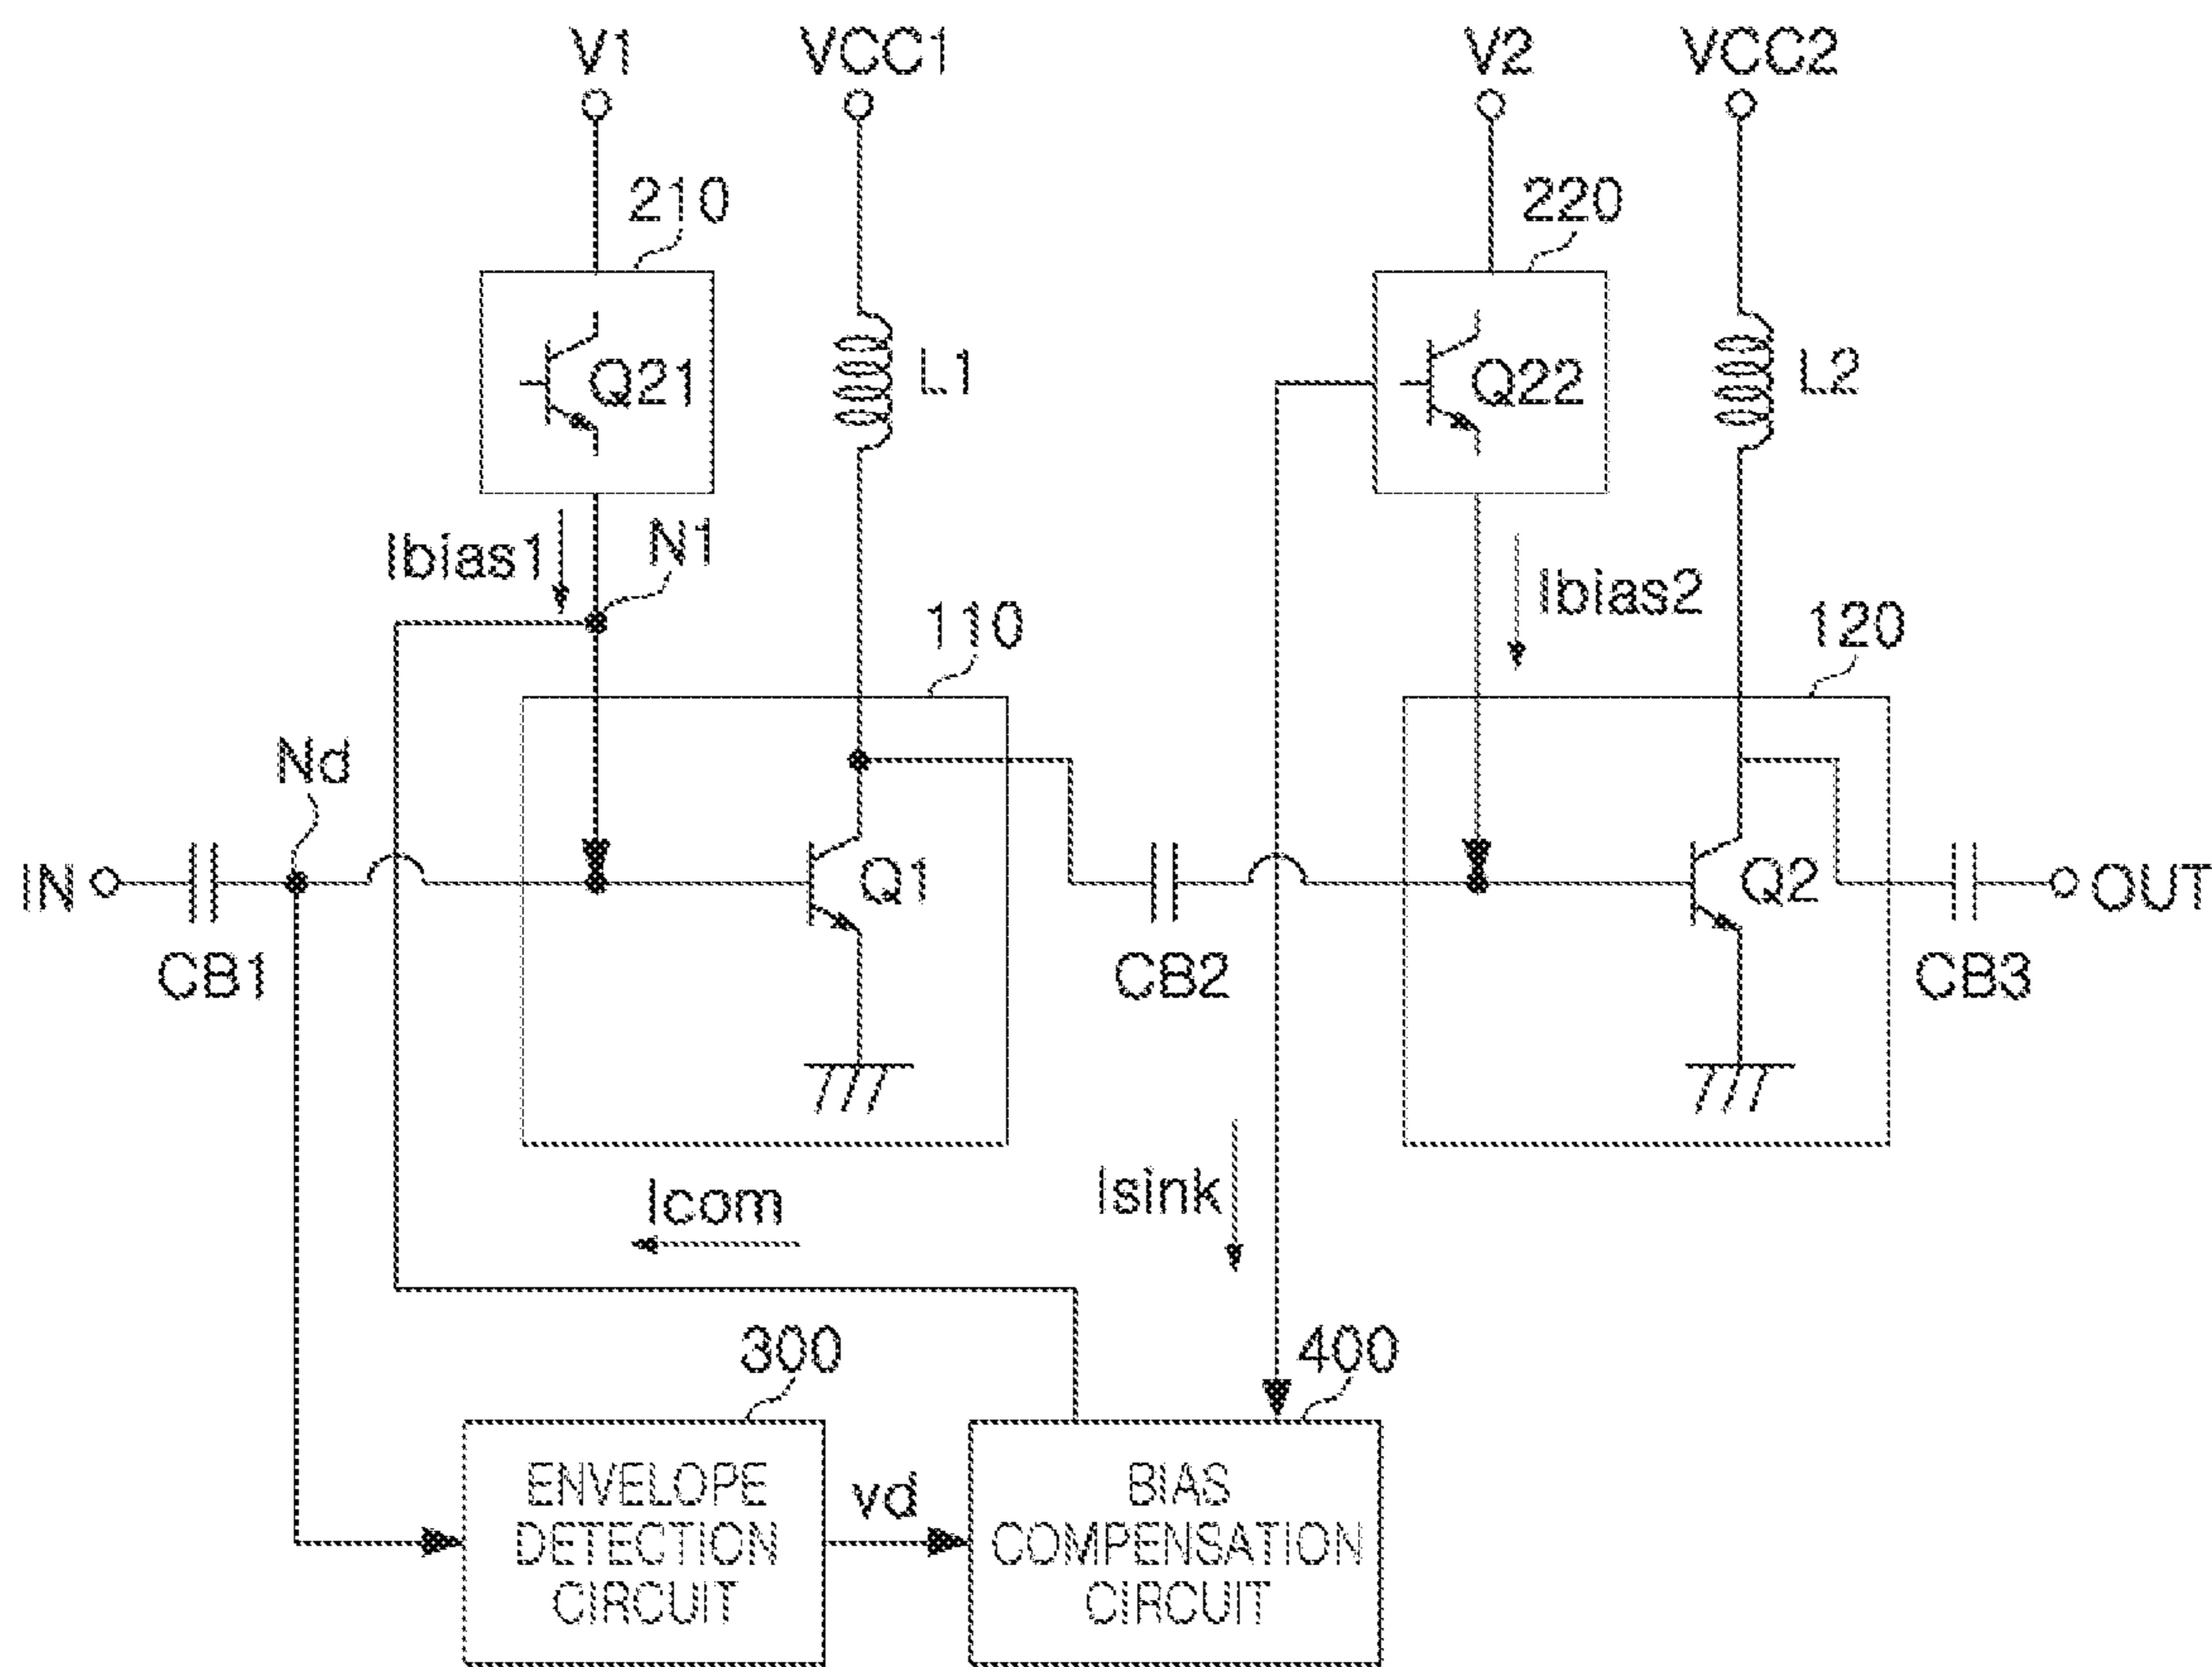 V1
VCC1
V2
VCC2
210
220
Q21
L1
Q22
L2
Ibias1
N1
Ibias2
110
120
Nd
IN
Q1
Q2
OUT
CB1
CB2
CB3
Icom
Isink
300
400
ENVELOPE
DETECTION
CIRCUIT
vd
BIAS
COMPENSATION
CIRCUIT